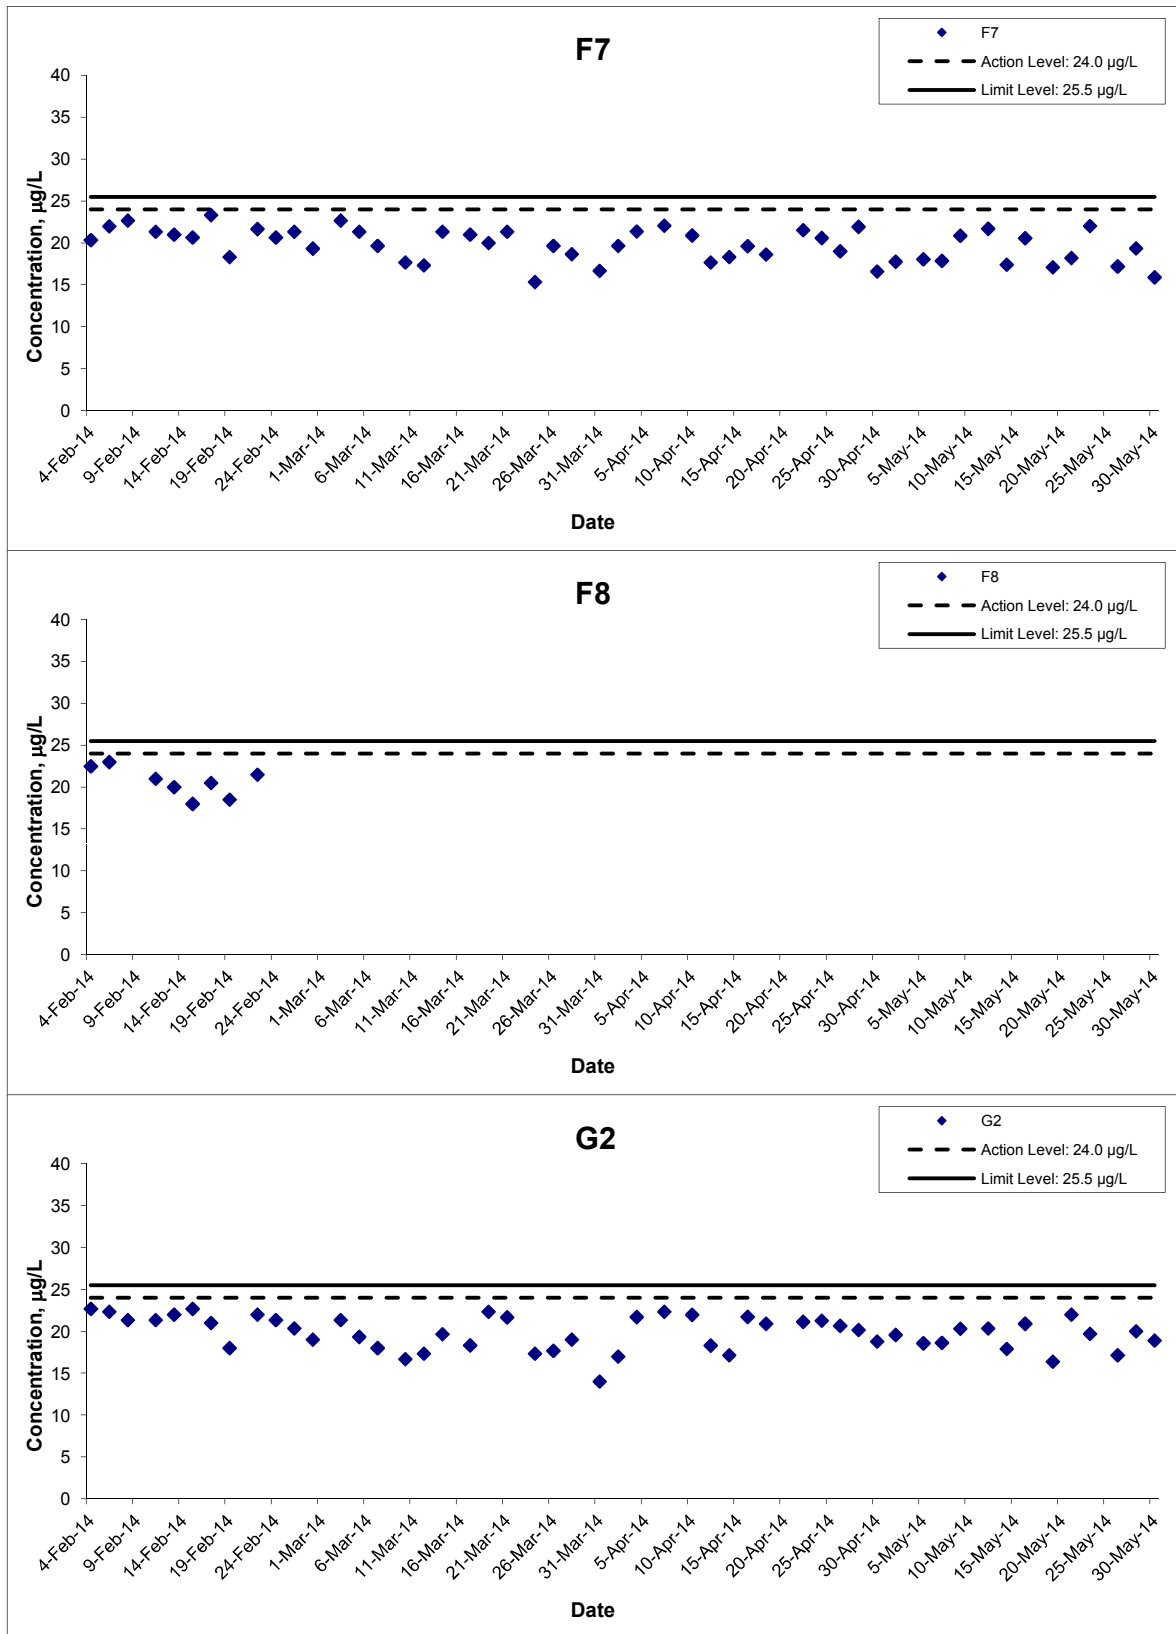 F7
F7
Action Level: 24.0 µg/L
Limit Level: 25.5 µg/L
Concentration, µg/L
40
35
30
25
20
15
10
5
0
4-Feb-14
9-Feb-14
14-Feb-14
19-Feb-14
24-Feb-14
1-Mar-14
6-Mar-14
11-Mar-14
16-Mar-14
21-Mar-14
26-Mar-14
31-Mar-14
5-Apr-14
10-Apr-14
15-Apr-14
20-Apr-14
25-Apr-14
30-Apr-14
5-May-14
10-May-14
15-May-14
20-May-14
25-May-14
30-May-14
Date
F8
F8
Action Level: 24.0 µg/L
Limit Level: 25.5 µg/L
Concentration, µg/L
40
35
30
25
20
15
10
5
0
4-Feb-14
9-Feb-14
14-Feb-14
19-Feb-14
24-Feb-14
1-Mar-14
6-Mar-14
11-Mar-14
16-Mar-14
21-Mar-14
26-Mar-14
31-Mar-14
5-Apr-14
10-Apr-14
15-Apr-14
20-Apr-14
25-Apr-14
30-Apr-14
5-May-14
10-May-14
15-May-14
20-May-14
25-May-14
30-May-14
Date
G2
G2
Action Level: 24.0 µg/L
Limit Level: 25.5 µg/L
Concentration, µg/L
40
35
30
25
20
15
10
5
0
4-Feb-14
9-Feb-14
14-Feb-14
19-Feb-14
24-Feb-14
1-Mar-14
6-Mar-14
11-Mar-14
16-Mar-14
21-Mar-14
26-Mar-14
31-Mar-14
5-Apr-14
10-Apr-14
15-Apr-14
20-Apr-14
25-Apr-14
30-Apr-14
5-May-14
10-May-14
15-May-14
20-May-14
25-May-14
30-May-14
Date